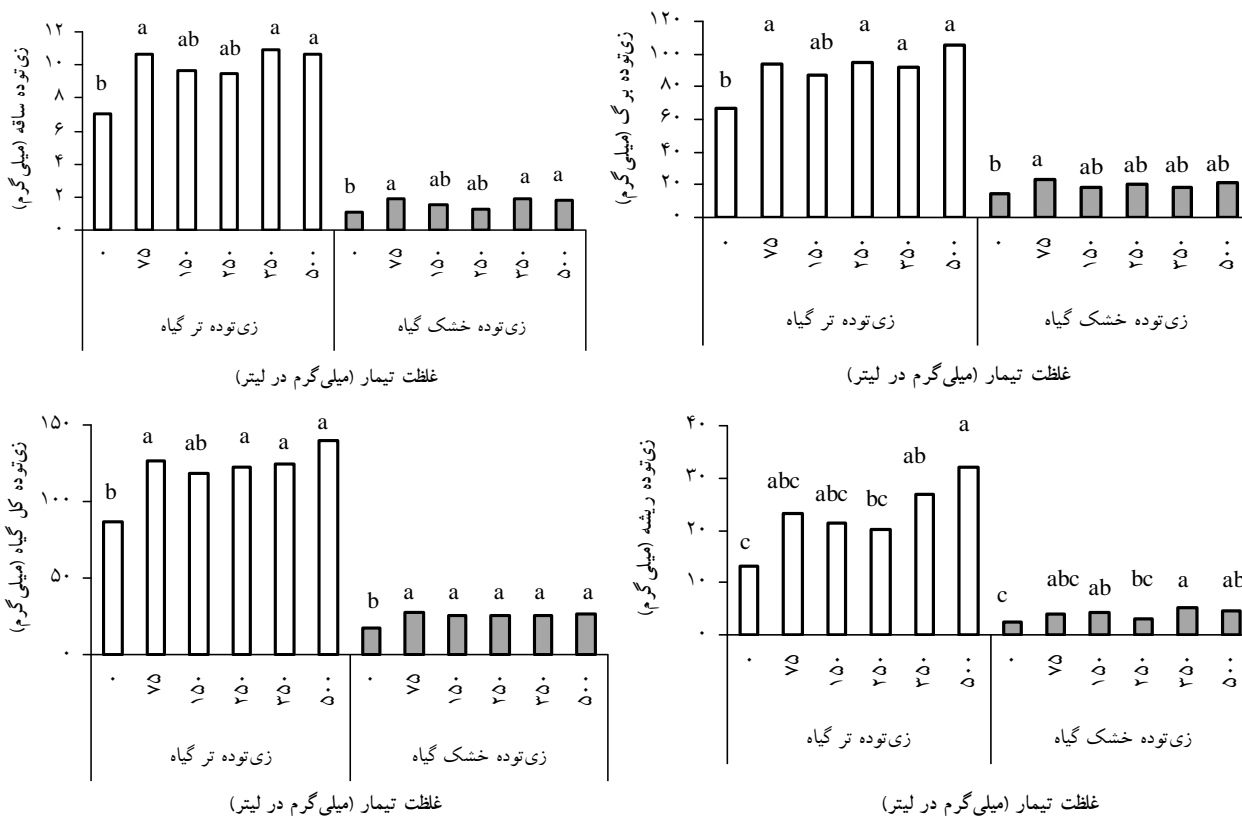 زی‌توده ساقه (میلی‌گرم)
۱۲
۱۰
۸
۶
۴
۲
۰
b a ab ab a a
b a ab ab a a
۰ ۷۵ ۱۵۰ ۲۵۰ ۳۵۰ ۵۰۰
۰ ۷۵ ۱۵۰ ۲۵۰ ۳۵۰ ۵۰۰
زی‌توده تر گیاه
زی‌توده خشک گیاه
غلظت تیمار (میلی‌گرم در لیتر)
زی‌توده برگ (میلی‌گرم)
۱۲۰
۱۰۰
۸۰
۶۰
۴۰
۲۰
۰
b a ab a a a
b a ab ab ab ab
۰ ۷۵ ۱۵۰ ۲۵۰ ۳۵۰ ۵۰۰
۰ ۷۵ ۱۵۰ ۲۵۰ ۳۵۰ ۵۰۰
زی‌توده تر گیاه
زی‌توده خشک گیاه
غلظت تیمار (میلی‌گرم در لیتر)
زی‌توده کل گیاه (میلی‌گرم)
۱۵۰
۱۰۰
۵۰
۰
b a ab a a a
b a a a a a
۰ ۷۵ ۱۵۰ ۲۵۰ ۳۵۰ ۵۰۰
۰ ۷۵ ۱۵۰ ۲۵۰ ۳۵۰ ۵۰۰
زی‌توده تر گیاه
زی‌توده خشک گیاه
غلظت تیمار (میلی‌گرم در لیتر)
زی‌توده ریشه (میلی‌گرم)
۴۰
۳۰
۲۰
۱۰
۰
c abc abc bc ab a
c abc ab bc a ab
۰ ۷۵ ۱۵۰ ۲۵۰ ۳۵۰ ۵۰۰
۰ ۷۵ ۱۵۰ ۲۵۰ ۳۵۰ ۵۰۰
زی‌توده تر گیاه
زی‌توده خشک گیاه
غلظت تیمار (میلی‌گرم در لیتر)